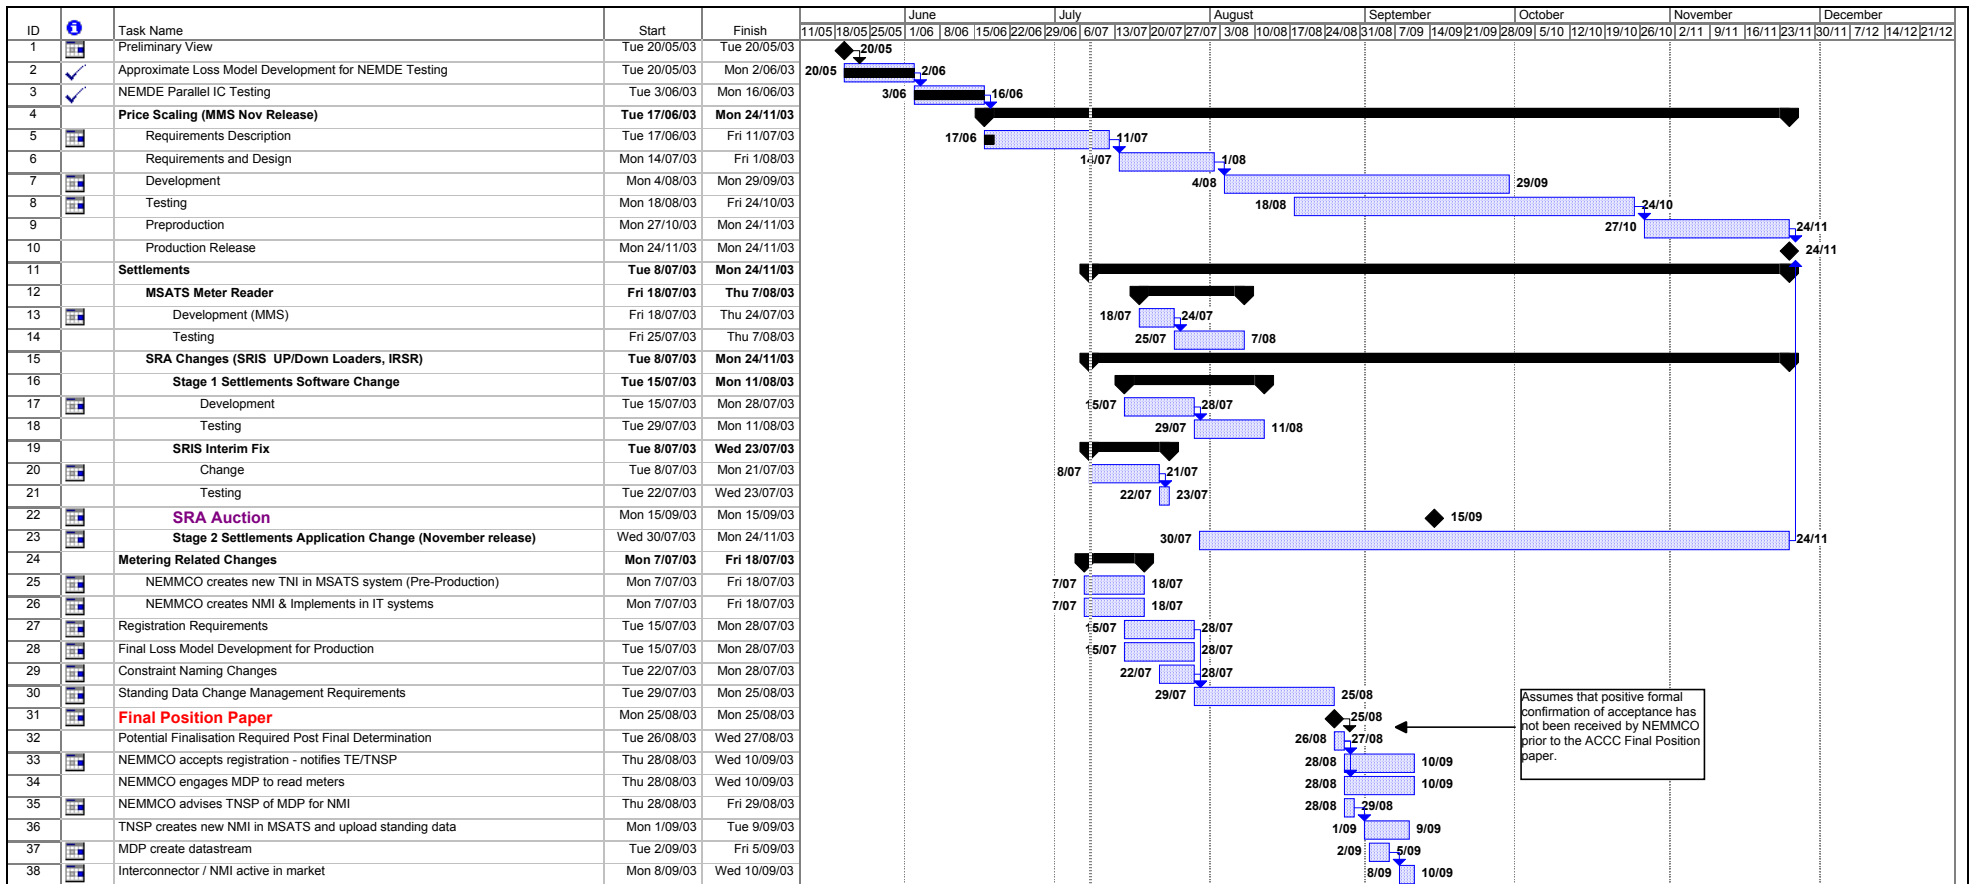 June July August September October November December
ID Task Name Start Finish 11/05 18/05 25/05 1/06 8/06 15/06 22/06 29/06 6/07 13/07 20/07 27/07 3/08 10/08 17/08 24/08 31/08 7/09 14/09 21/09 28/09 5/10 12/10 19/10 26/10 2/11 9/11 16/11 23/11 30/11 7/12 14/12 21/12
1 Preliminary View Tue 20/05/03 Tue 20/05/03 20/05
2 Approximate Loss Model Development for NEMDE Testing Tue 20/05/03 Mon 2/06/03 20/05 2/06
3 NEMDE Parallel IC Testing Tue 3/06/03 Mon 16/06/03 3/06 16/06
4 Price Scaling (MMS Nov Release) Tue 17/06/03 Mon 24/11/03
5 Requirements Description Tue 17/06/03 Fri 11/07/03 17/06 11/07
6 Requirements and Design Mon 14/07/03 Fri 1/08/03 14/07 1/08
7 Development Mon 4/08/03 Mon 29/09/03 4/08 29/09
8 Testing Mon 18/08/03 Fri 24/10/03 18/08 24/10
9 Preproduction Mon 27/10/03 Mon 24/11/03 27/10 24/11
10 Production Release Mon 24/11/03 Mon 24/11/03 24/11
11 Settlements Tue 8/07/03 Mon 24/11/03
12 MSATS Meter Reader Fri 18/07/03 Thu 7/08/03
13 Development (MMS) Fri 18/07/03 Thu 24/07/03 18/07 24/07
14 Testing Fri 25/07/03 Thu 7/08/03 25/07 7/08
15 SRA Changes (SRIS UP/Down Loaders, IRSR) Tue 8/07/03 Mon 24/11/03
16 Stage 1 Settlements Software Change Tue 15/07/03 Mon 11/08/03
17 Development Tue 15/07/03 Mon 28/07/03 15/07 28/07
18 Testing Tue 29/07/03 Mon 11/08/03 29/07 11/08
19 SRIS Interim Fix Tue 8/07/03 Wed 23/07/03
20 Change Tue 8/07/03 Mon 21/07/03 8/07 21/07
21 Testing Tue 22/07/03 Wed 23/07/03 22/07 23/07
22 SRA Auction Mon 15/09/03 Mon 15/09/03 15/09
23 Stage 2 Settlements Application Change (November release) Wed 30/07/03 Mon 24/11/03 30/07 24/11
24 Metering Related Changes Mon 7/07/03 Fri 18/07/03
25 NEMMCO creates new TNI in MSATS system (Pre-Production) Mon 7/07/03 Fri 18/07/03 7/07 18/07
26 NEMMCO creates NMI & Implements in IT systems Mon 7/07/03 Fri 18/07/03 7/07 18/07
27 Registration Requirements Tue 15/07/03 Mon 28/07/03 15/07 28/07
28 Final Loss Model Development for Production Tue 15/07/03 Mon 28/07/03 15/07 28/07
29 Constraint Naming Changes Tue 22/07/03 Mon 28/07/03 22/07 28/07
30 Standing Data Change Management Requirements Tue 29/07/03 Mon 25/08/03 29/07 25/08
31 Final Position Paper Mon 25/08/03 Mon 25/08/03 25/08
32 Potential Finalisation Required Post Final Determination Tue 26/08/03 Wed 27/08/03 26/08 27/08
33 NEMMCO accepts registration - notifies TE/TNSP Thu 28/08/03 Wed 10/09/03 28/08 10/09
34 NEMMCO engages MDP to read meters Thu 28/08/03 Wed 10/09/03 28/08 10/09
35 NEMMCO advises TNSP of MDP for NMI Thu 28/08/03 Fri 29/08/03 28/08 29/08
36 TNSP creates new NMI in MSATS and upload standing data Mon 1/09/03 Tue 9/09/03 1/09 9/09
37 MDP create datastream Tue 2/09/03 Fri 5/09/03 2/09 5/09
38 Interconnector / NMI active in market Mon 8/09/03 Wed 10/09/03 8/09 10/09
Assumes that positive formal
confirmation of acceptance has
not been received by NEMMCO
prior to the ACCC Final Position
paper.